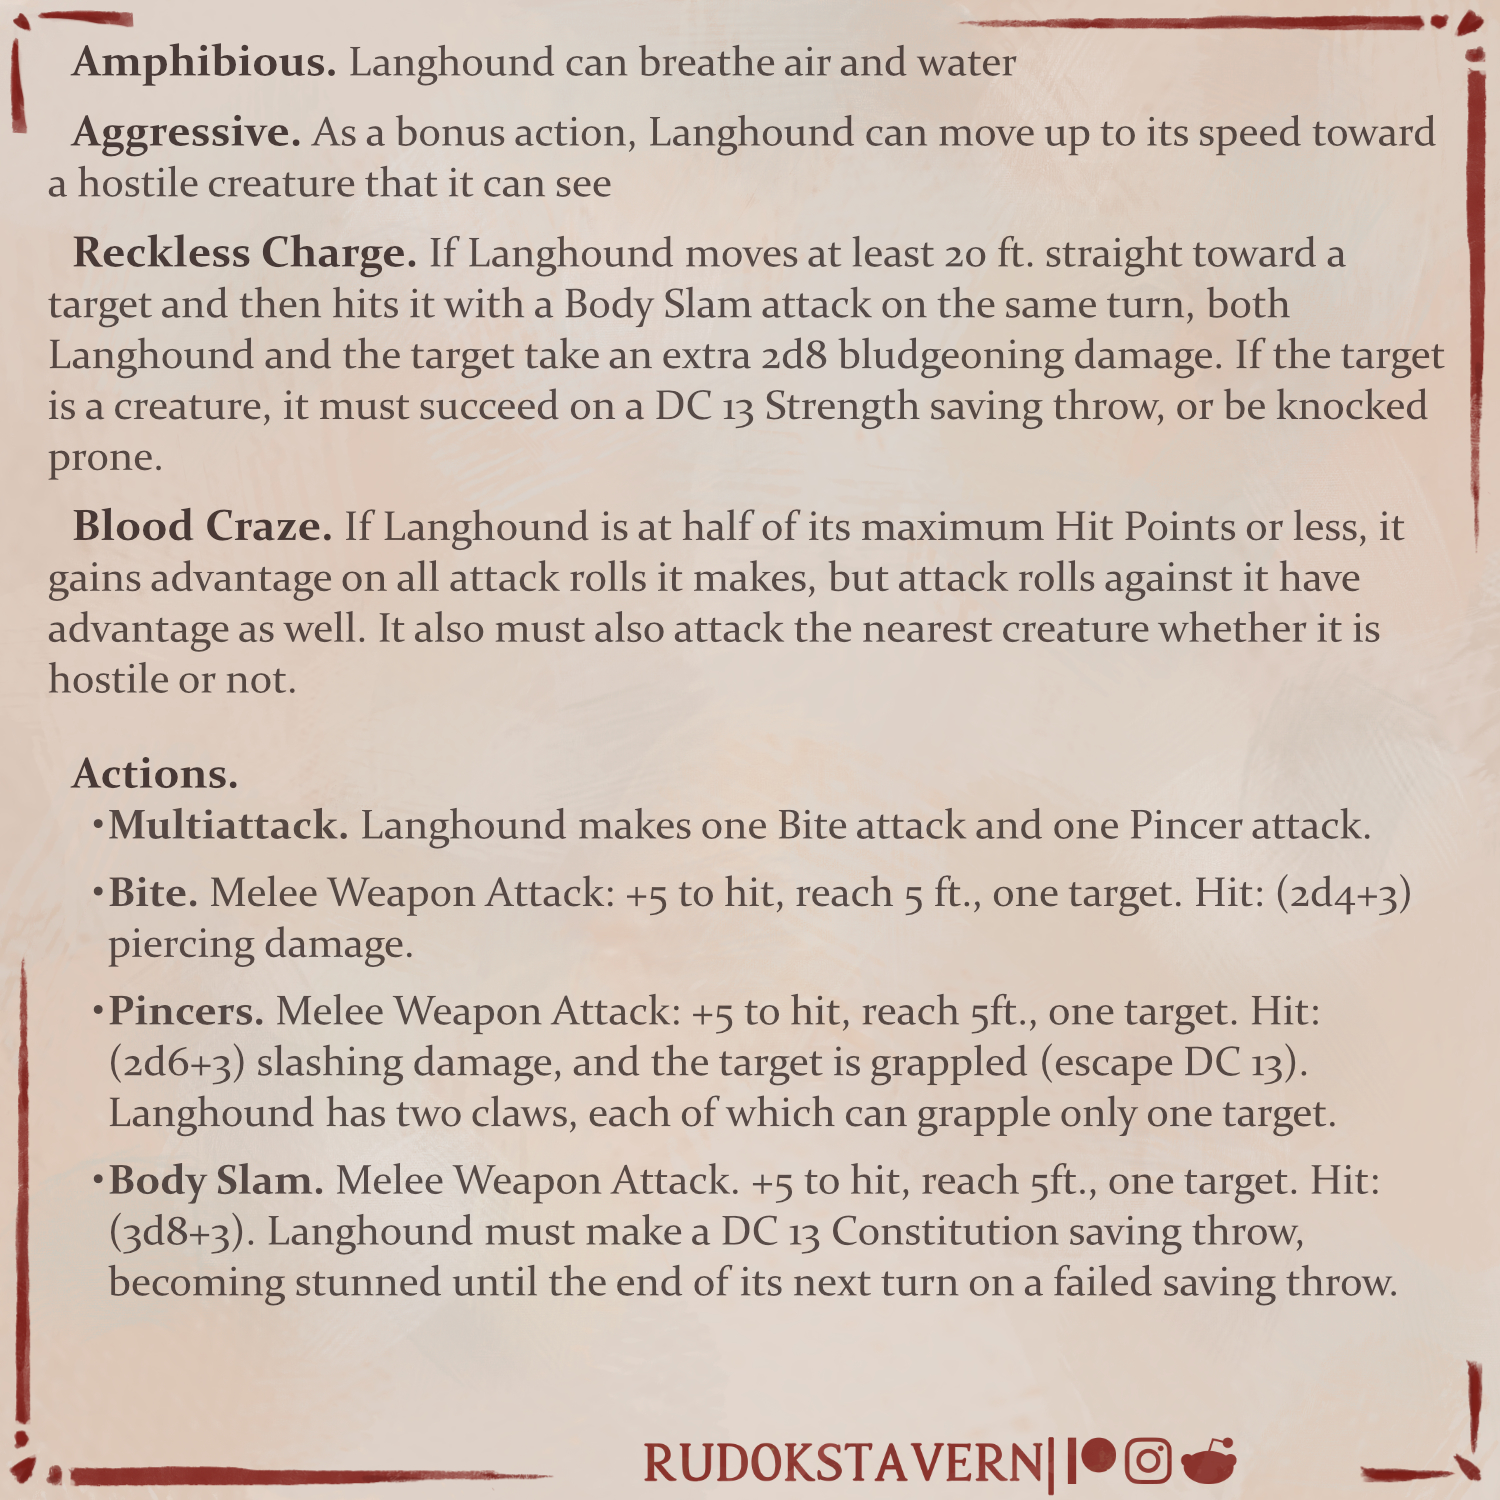 Amphibious. Langhound can breathe air and water
Aggressive. As a bonus action, Langhound can move up to its speed toward
a hostile creature that it can see
Reckless Charge. If Langhound moves at least 20 ft. straight toward a
target and then hits it with a Body Slam attack on the same turn, both
Langhound and the target take an extra 2d8 bludgeoning damage. If the target
is a creature, it must succeed on a DC 13 Strength saving throw, or be knocked
prone.
Blood Craze. If Langhound is at half of its maximum Hit Points or less, it
gains advantage on all attack rolls it makes, but attack rolls against it have
advantage as well. It also must also attack the nearest creature whether it is
hostile or not.
Actions.
•Multiattack. Langhound makes one Bite attack and one Pincer attack.
•Bite. Melee Weapon Attack: +5 to hit, reach 5 ft., one target. Hit: (2d4+3)
piercing damage.
•Pincers. Melee Weapon Attack: +5 to hit, reach 5ft., one target. Hit:
(2d6+3) slashing damage, and the target is grappled (escape DC 13).
Langhound has two claws, each of which can grapple only one target.
•Body Slam. Melee Weapon Attack. +5 to hit, reach 5ft., one target. Hit:
(3d8+3). Langhound must make a DC 13 Constitution saving throw,
becoming stunned until the end of its next turn on a failed saving throw.
RUDOKSTAVERN|